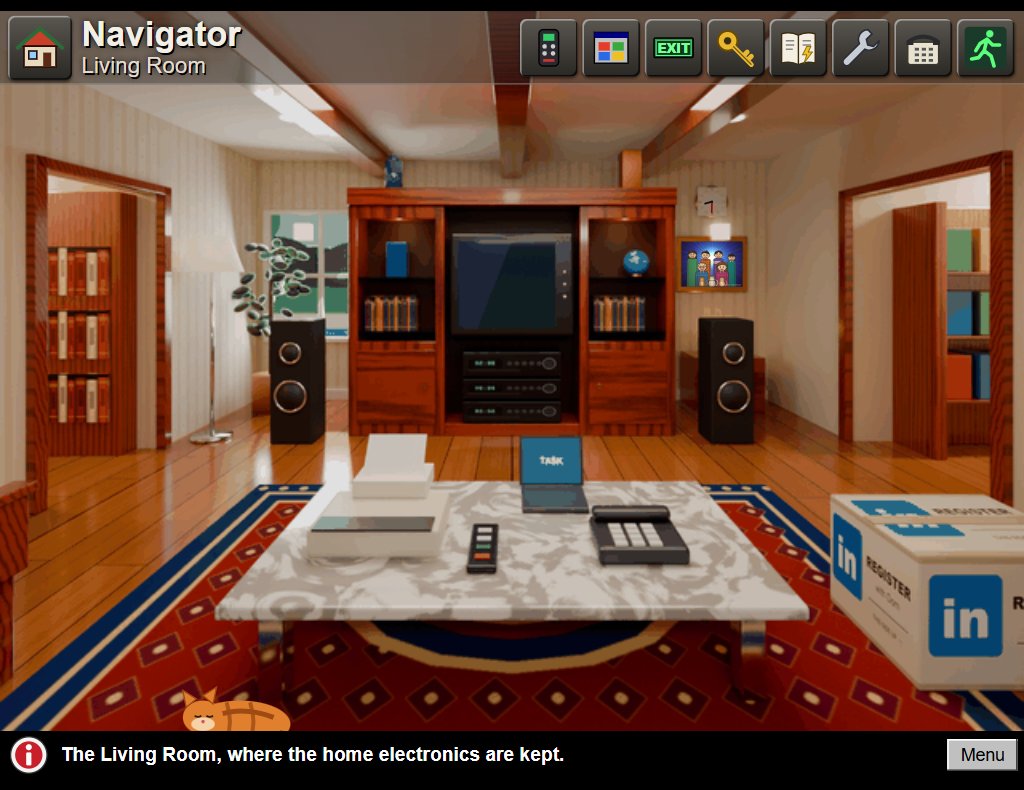 Navigator
Living Room
EXIT
7
TASK
REGISTER
in
REGISTER
in
R
The Living Room, where the home electronics are kept.
Menu